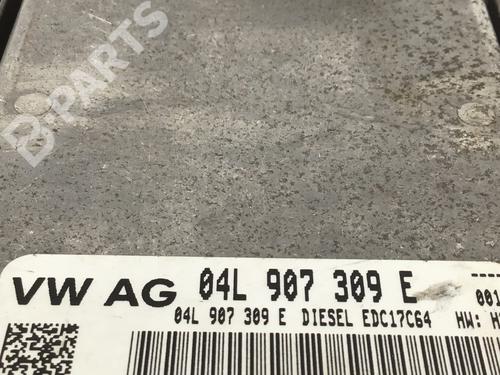 B-PARTS
VW AG 04L 907 309 E
04L 907 309 E DIESEL EDC17C64 HW: